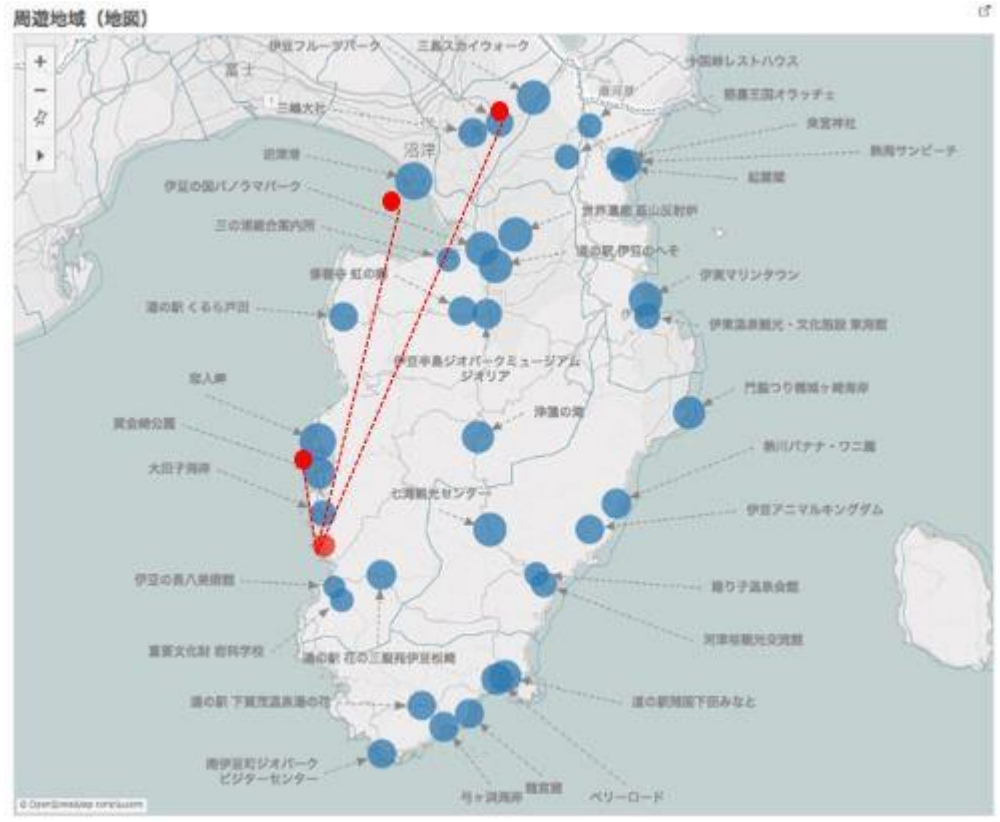 周遊地域（地図）
伊豆フルーツパーク
三島スカイウォーク
富士
十国峠レストハウス
湯河原
酪農王国オラッチェ
三嶋大社
来宮神社
沼津
熱海サンビーチ
沼津港
起雲閣
伊豆の国パノラマパーク
世界遺産 韮山反射炉
三の浦総合案内所
道の駅 伊豆のへそ
修善寺 虹の郷
伊東マリンタウン
道の駅 くるら戸田
伊東温泉観光・文化施設 東海館
伊豆半島ジオパークミュージアム
ジオリア
恋人岬
門脇つり橋城ヶ崎海岸
浄蓮の滝
黄金崎公園
熱川バナナ・ワニ園
大田子海岸
七滝観光センター
伊豆アニマルキングダム
伊豆の長八美術館
踊り子温泉会館
河津桜観光交流館
重要文化財 岩科学校
道の駅 花の三聖苑伊豆松崎
道の駅 下賀茂温泉湯の花
道の駅開国下田みなと
南伊豆町ジオパーク
ビジターセンター
龍宮窟
弓ヶ浜海岸
ペリーロード